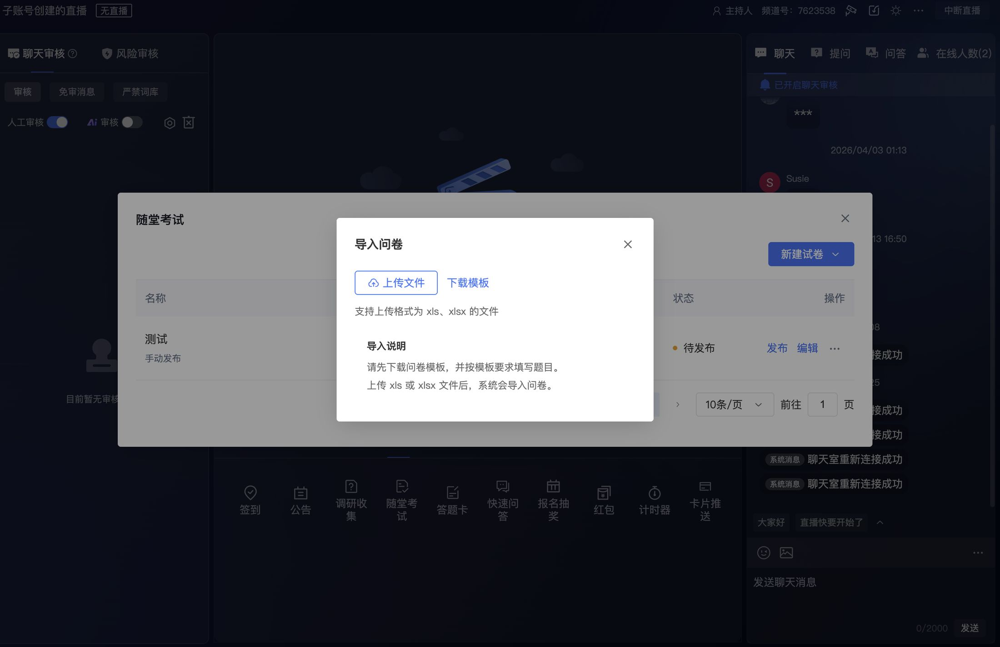 子账号创建的直播 无直播
主持人 频道号：7623538 中断直播
聊天审核 风险审核
审核 免审消息 严禁词库
人工审核 Ai 审核
目前暂无审核
聊天 提问 问答 在线人数(2)
已开启聊天审核
***
2026/04/03 01:13
S Susie
13 16:50
08
接成功
25
接成功
接成功
系统消息 聊天室重新连接成功
系统消息 聊天室重新连接成功
大家好 直播快要开始了
发送聊天消息
0/2000 发送
随堂考试
新建试卷
名称 状态 操作
测试
手动发布
待发布 发布 编辑
10条/页 前往 1 页
导入问卷
上传文件 下载模板
支持上传格式为 xls、xlsx 的文件
导入说明
请先下载问卷模板，并按模板要求填写题目。
上传 xls 或 xlsx 文件后，系统会导入问卷。
签到
公告
调研收
集
随堂考
试
答题卡
快速问
答
报名抽
奖
红包
计时器
卡片推
送